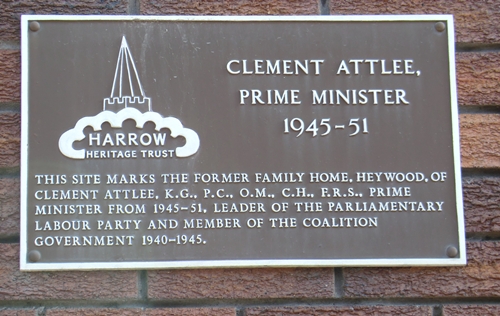 CLEMENT ATTLEE,
PRIME MINISTER
1945-51
HARROW
HERITAGE TRUST
THIS SITE MARKS THE FORMER FAMILY HOME, HEYWOOD, OF
CLEMENT ATTLEE, K.G., P.C., O.M., C.H., F.R.S., PRIME
MINISTER FROM 1945-51, LEADER OF THE PARLIAMENTARY
LABOUR PARTY AND MEMBER OF THE COALITION
GOVERNMENT 1940-1945.